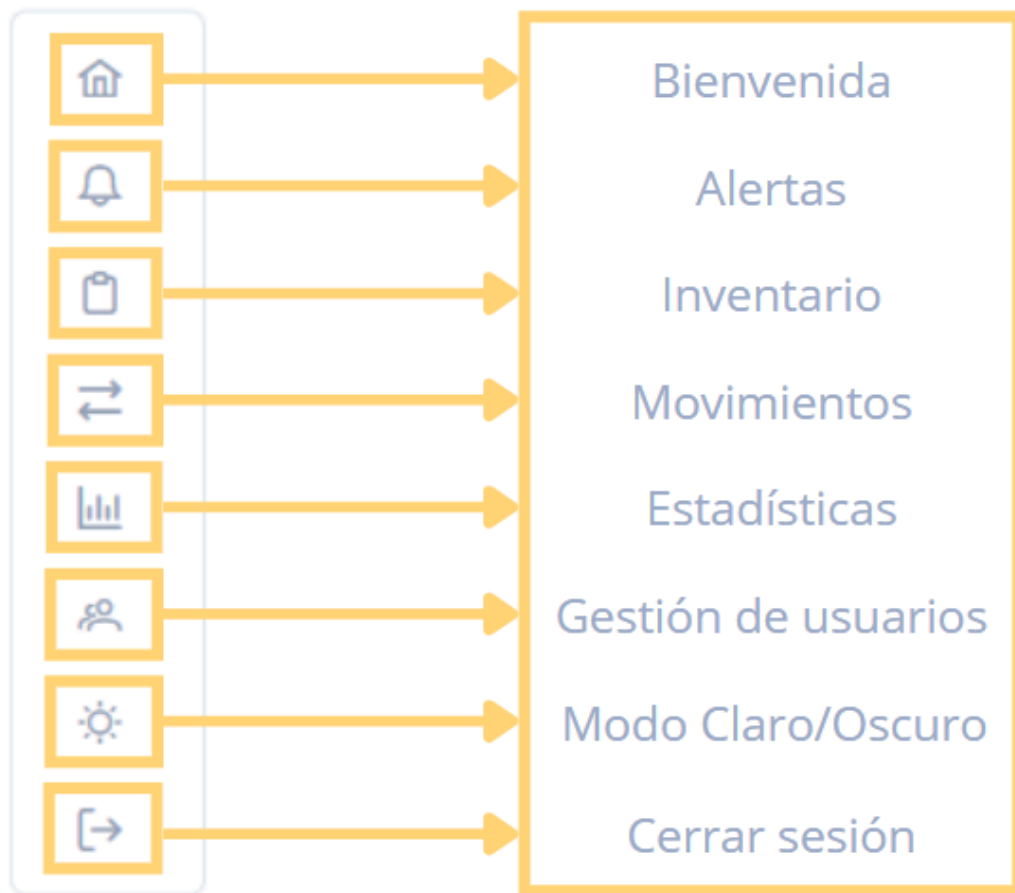 Bienvenida
Alertas
Inventario
Movimientos
Estadísticas
Gestión de usuarios
Modo Claro/Oscuro
Cerrar sesión